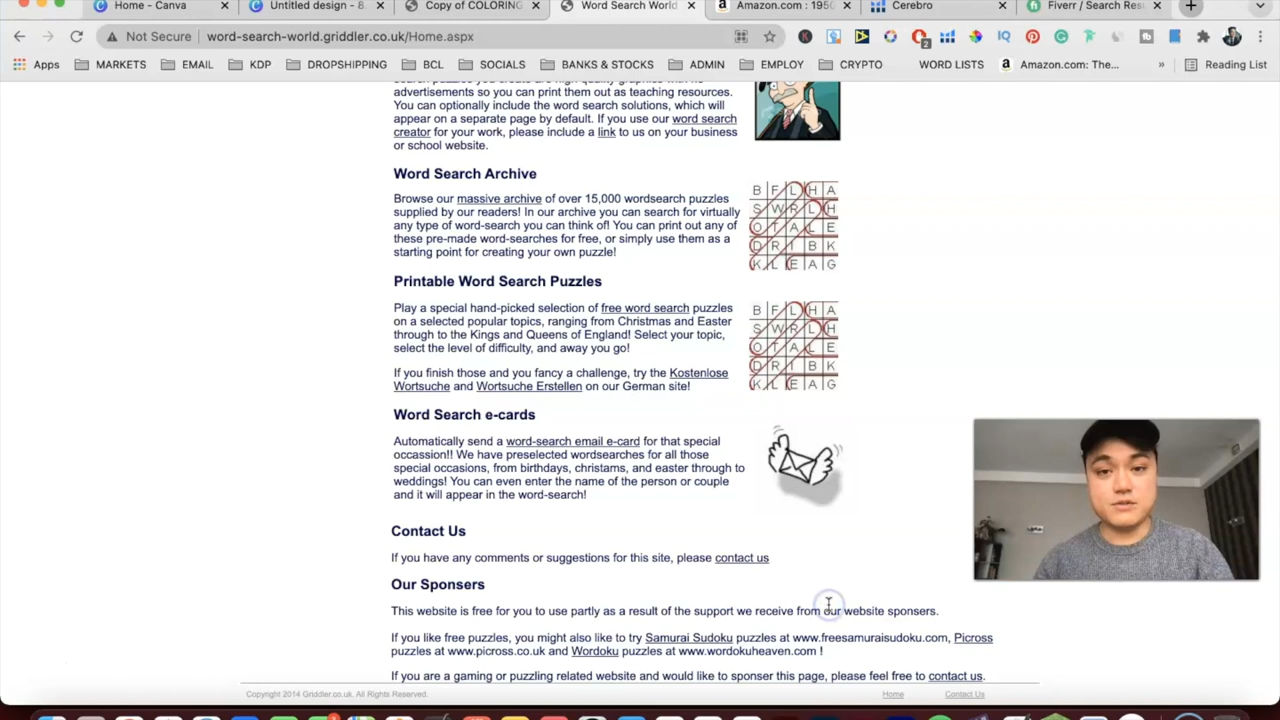 Home - Canva
Untitled design - 8.
Copy of COLORING
Word Search World
Amazon.com : 195
Cerebro
Fiverr / Search Res
Not Secure
word-search-world.griddler.co.uk/Home.aspx
2
Apps
MARKETS
EMAIL
KDP
DROPSHIPPING
BCL
SOCIALS
BANKS & STOCKS
ADMIN
EMPLOY
CRYPTO
WORD LISTS
Amazon.com: The...
»
Reading List
advertisements so you can print them out as teaching resources.
You can optionally include the word search solutions, which will
appear on a separate page by default. If you use our word search
creator for your work, please include a link to us on your business
or school website.
Word Search Archive
Browse our massive archive of over 15,000 wordsearch puzzles
supplied by our readers! In our archive you can search for virtually
any type of word-search you can think of! You can print out any of
these pre-made word-searches for free, or simply use them as a
starting point for creating your own puzzle!
B F L H A
S W R L H
O T A L E
D R I B K
K L E A G
Printable Word Search Puzzles
Play a special hand-picked selection of free word search puzzles
on a selected popular topics, ranging from Christmas and Easter
through to the Kings and Queens of England! Select your topic,
select the level of difficulty, and away you go!
If you finish those and you fancy a challenge, try the Kostenlose
Wortsuche and Wortsuche Erstellen on our German site!
B F L H A
S W R L H
O T A L E
D R I B K
K L E A G
Word Search e-cards
Automatically send a word-search email e-card for that special
occassion!! We have preselected wordsearches for all those
special occasions, from birthdays, christams, and easter through to
weddings! You can even enter the name of the person or couple
and it will appear in the word-search!
Contact Us
If you have any comments or suggestions for this site, please contact us
Our Sponsers
This website is free for you to use partly as a result of the support we receive from our website sponsers.
If you like free puzzles, you might also like to try Samurai Sudoku puzzles at www.freesamuraisudoku.com, Picross
puzzles at www.picross.co.uk and Wordoku puzzles at www.wordokuheaven.com !
If you are a gaming or puzzling related website and would like to sponser this page, please feel free to contact us.
Copyright 2014 Griddler.co.uk. All Rights Reserved.
Home
Contact Us